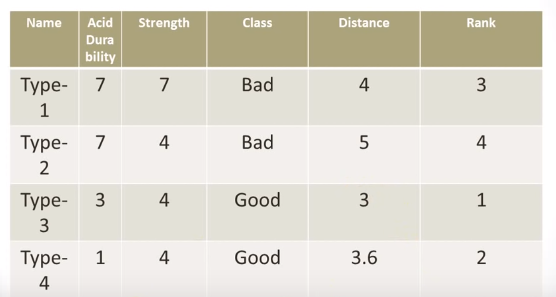 Name Acid Dura bility Strength Class Distance Rank
Type-1 7 7 Bad 4 3
Type-2 7 4 Bad 5 4
Type-3 3 4 Good 3 1
Type-4 1 4 Good 3.6 2